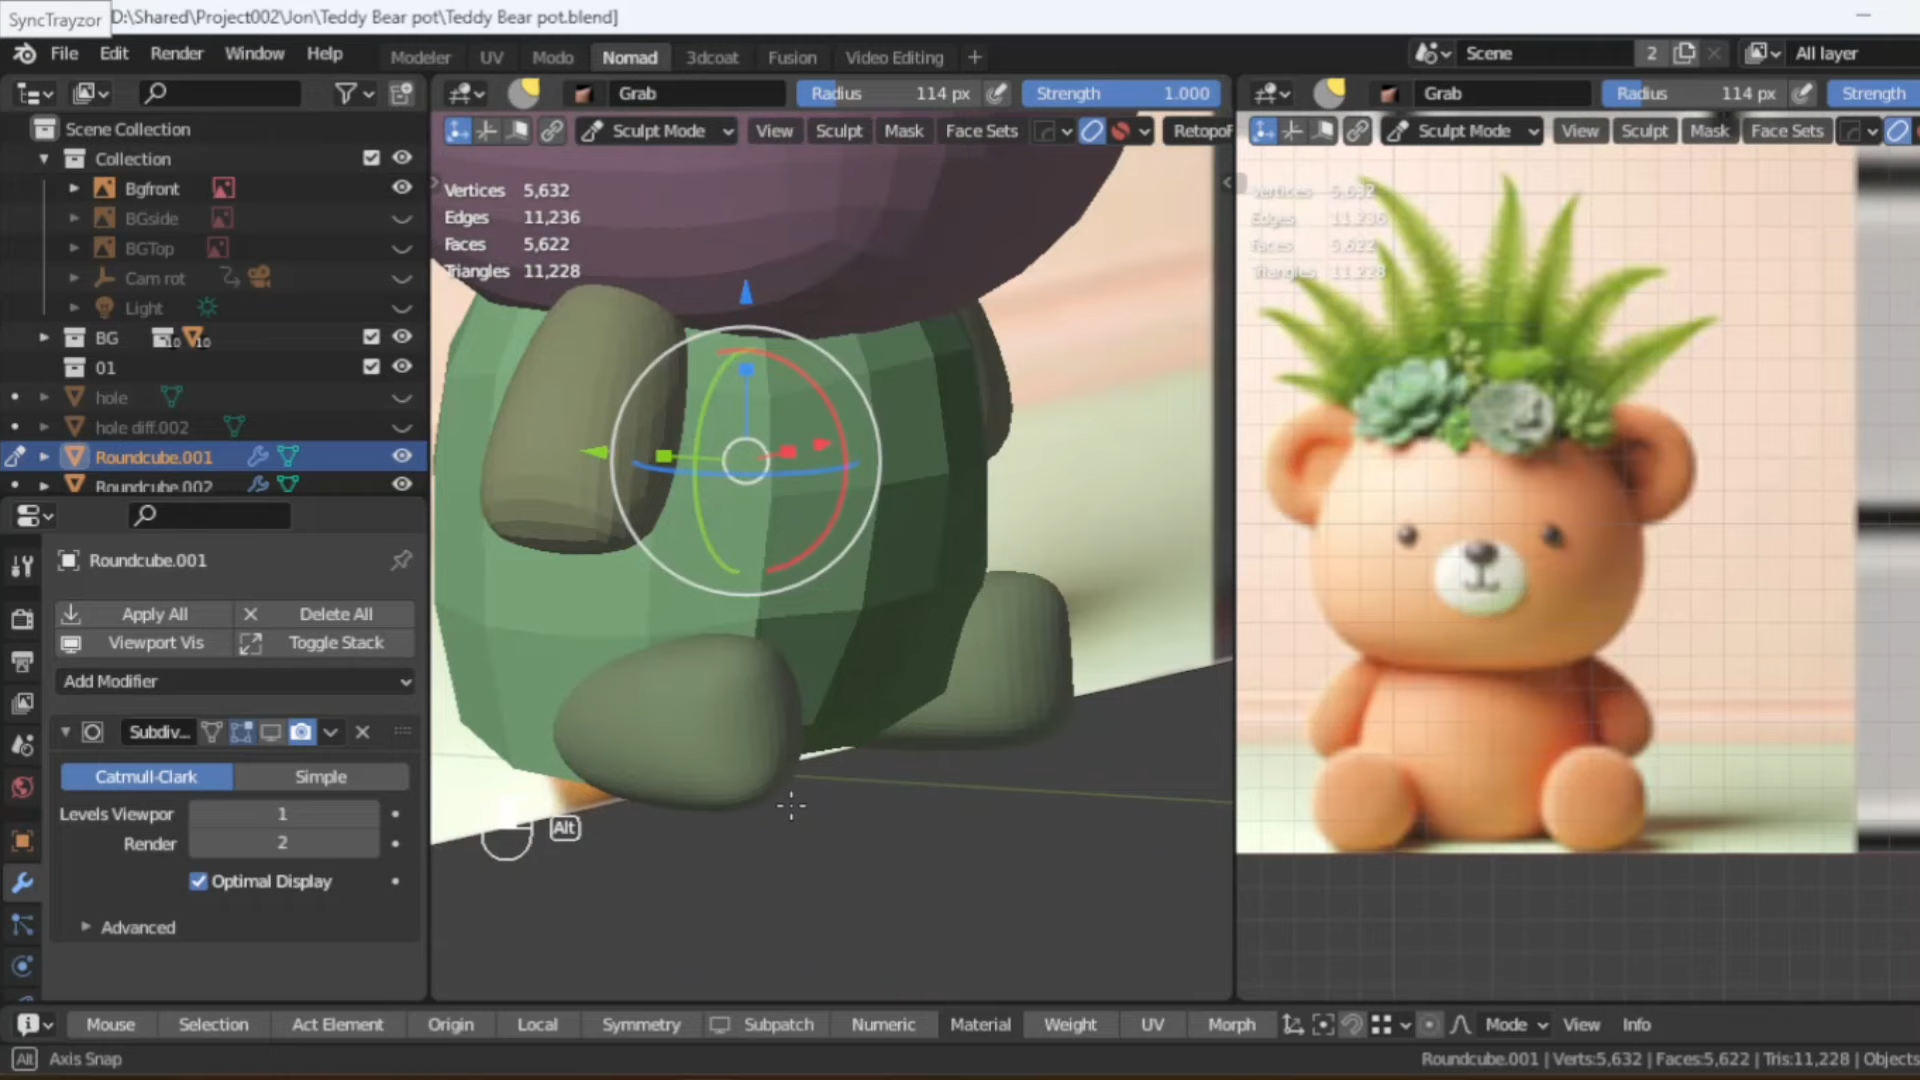 SyncTrayzor
D:\Shared\Project002\Jon\Teddy Bear pot\Teddy Bear pot.blend]
File Edit Render Window Help
Modeler UV Modo Nomad 3dcoat Fusion Video Editing +
Scene 2
All layer
Grab
Radius 114 px
Strength 1.000
Grab
Radius 114 px
Strength
Scene Collection
Sculpt Mode View Sculpt Mask Face Sets Retopof
Sculpt Mode View Sculpt Mask Face Sets
Collection
Bgfront
BGside
BGTop
Cam rot
Light
BG 10 10
01
hole
hole diff.002
Roundcube.001
Roundcube.002
Vertices 5,632
Edges 11,236
Faces 5,622
Triangles 11,228
Vertices 5,632
Edges 11,236
Faces 5,622
Triangles 11,228
Roundcube.001
Apply All Delete All
Viewport Vis Toggle Stack
Add Modifier
Subdiv...
Catmull-Clark Simple
Levels Viewpor 1
Render 2
Optimal Display
Advanced
Alt
Mouse Selection Act Element Origin Local Symmetry Subpatch Numeric Material Weight UV Morph Mode View Info
Alt Axis Snap
Roundcube.001 | Verts:5,632 | Faces:5,622 | Tris:11,228 | Objects